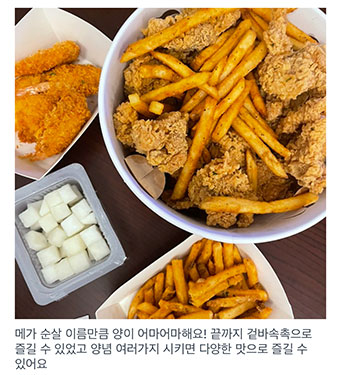 메가 순살 이름만큼 양이 어마어마해요! 끝까지 겉바속촉으로
즐길 수 있었고 양념 여러가지 시키면 다양한 맛으로 즐길 수
있어요